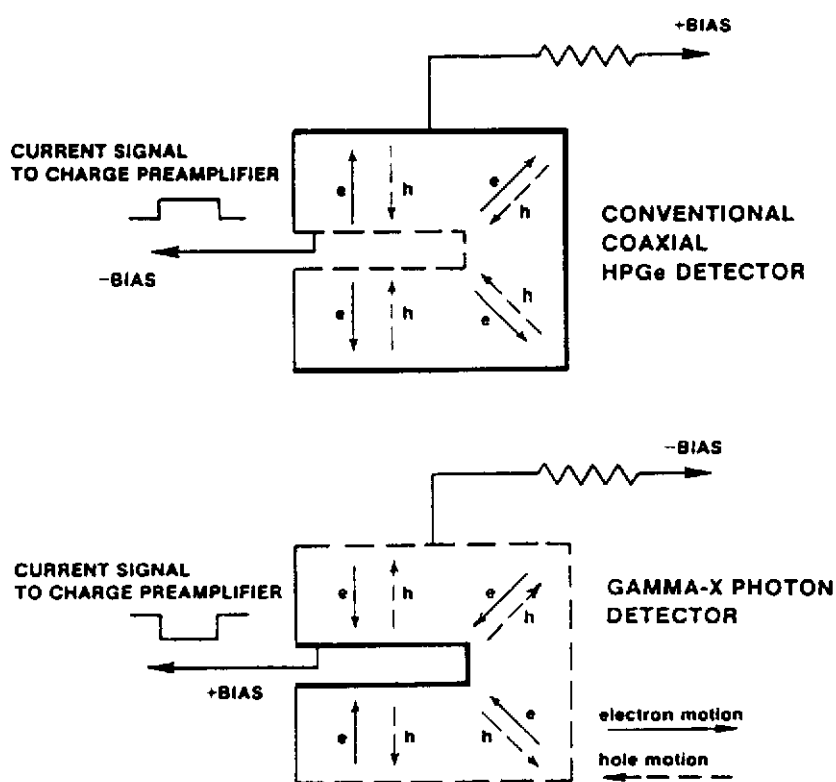 +BIAS
CURRENT SIGNAL
TO CHARGE PREAMPLIFIER
e
h
e
h
CONVENTIONAL
COAXIAL
HPGe DETECTOR
−BIAS
e
h
e
h
−BIAS
CURRENT SIGNAL
TO CHARGE PREAMPLIFIER
e
h
e
h
GAMMA-X PHOTON
DETECTOR
+BIAS
e
h
h
e
electron motion
hole motion